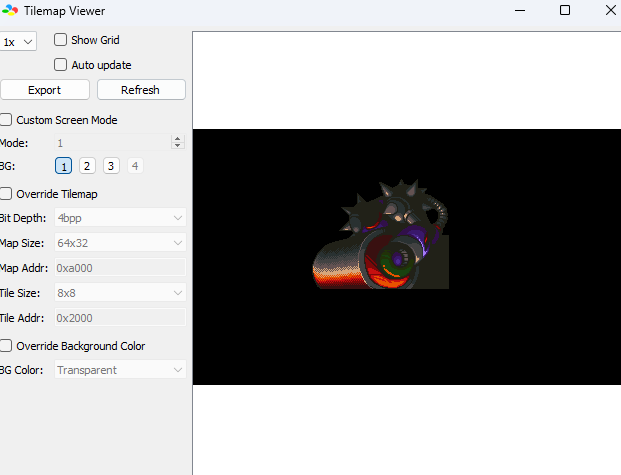 Tilemap Viewer
1x
Show Grid
Auto update
Export
Refresh
Custom Screen Mode
Mode: 1
BG: 1 2 3 4
Override Tilemap
Bit Depth: 4bpp
Map Size: 64x32
Map Addr: 0xa000
Tile Size: 8x8
Tile Addr: 0x2000
Override Background Color
BG Color: Transparent